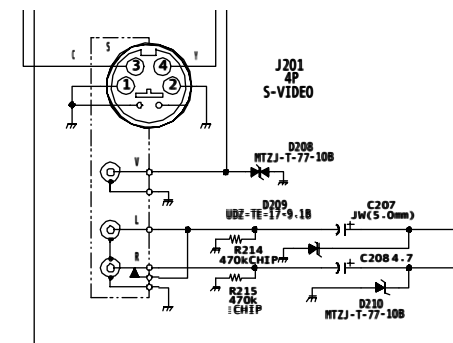 C
S
Y
3
4
1
2
J201
4P
S-VIDEO
V
D208
MTZJ-T-77-10B
L
D209
UDZ-TE-17-9.1B
C207
JW(5.0mm)
+
R214
470kCHIP
R
C208 4.7
+
R215
470k
CHIP
D210
MTZJ-T-77-10B